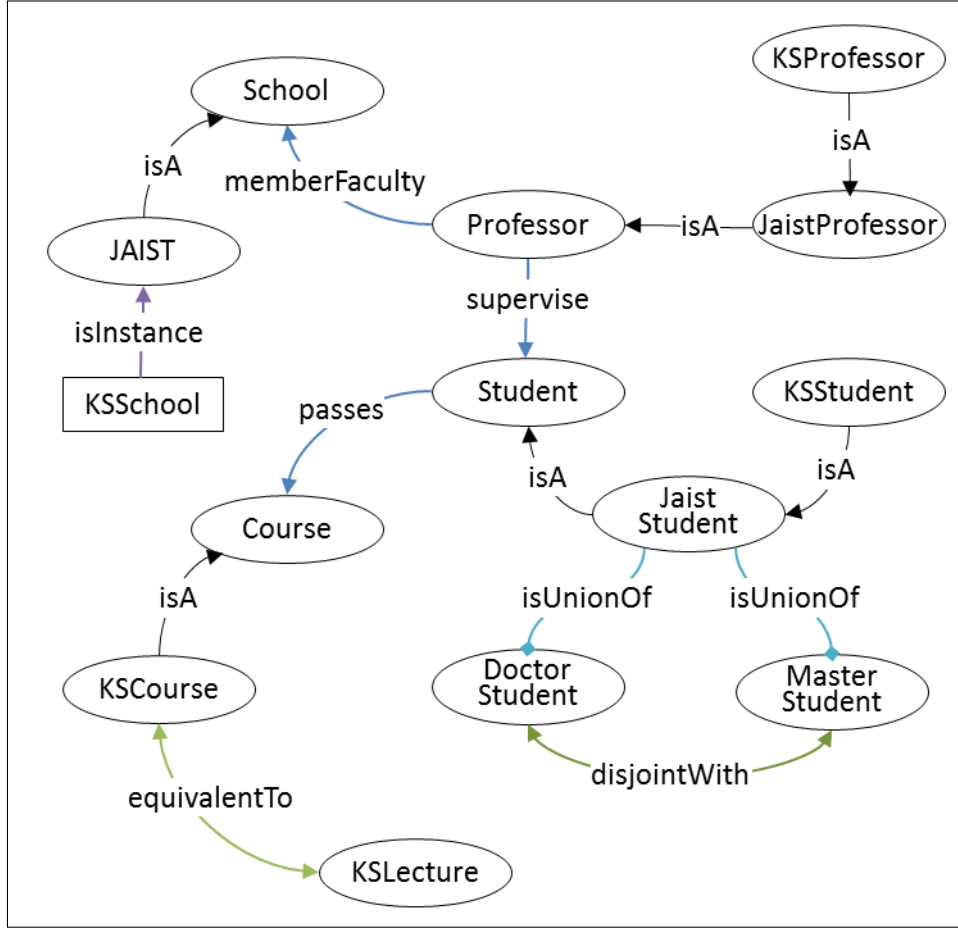 KSProfessor
School
isA
isA
memberFaculty
Professor
isA
JaistProfessor
JAIST
supervise
isInstance
KSSchool
Student
KSStudent
passes
isA
isA
Jaist
Student
Course
isA
isUnionOf
isUnionOf
KSCourse
Doctor
Student
Master
Student
disjointWith
equivalentTo
KSLecture